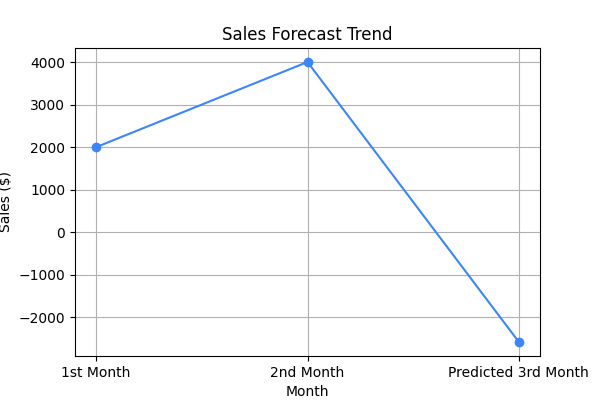 Sales Forecast Trend
Sales ($)
4000
3000
2000
1000
0
−1000
−2000
1st Month
2nd Month
Predicted 3rd Month
Month